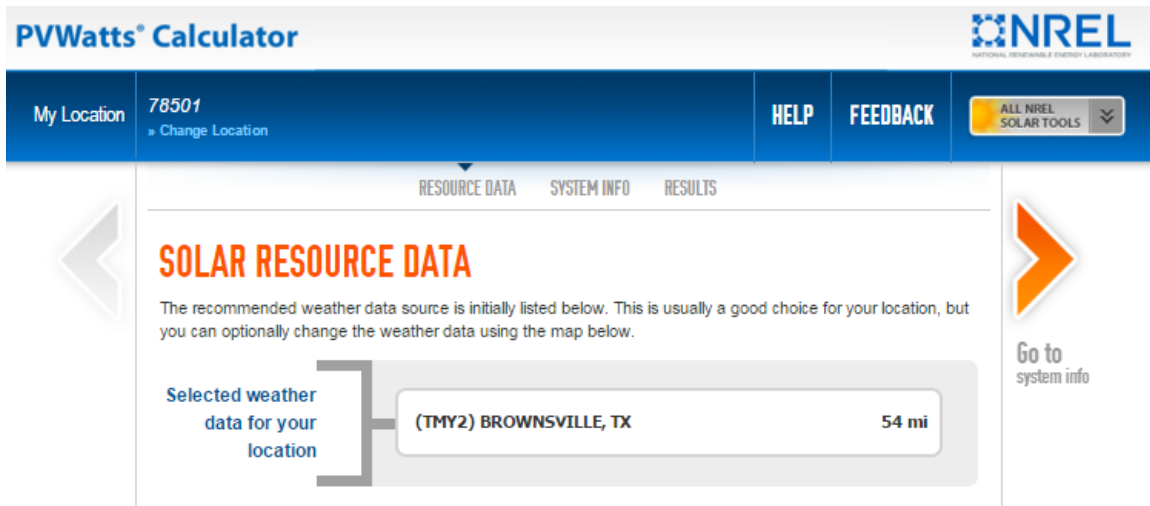 PVWatts® Calculator
NREL
NATIONAL RENEWABLE ENERGY LABORATORY
My Location
78501
» Change Location
HELP
FEEDBACK
ALL NREL
SOLAR TOOLS
RESOURCE DATA SYSTEM INFO RESULTS
SOLAR RESOURCE DATA
The recommended weather data source is initially listed below. This is usually a good choice for your location, but
you can optionally change the weather data using the map below.
Selected weather
data for your
location
(TMY2) BROWNSVILLE, TX 54 mi
Go to
system info